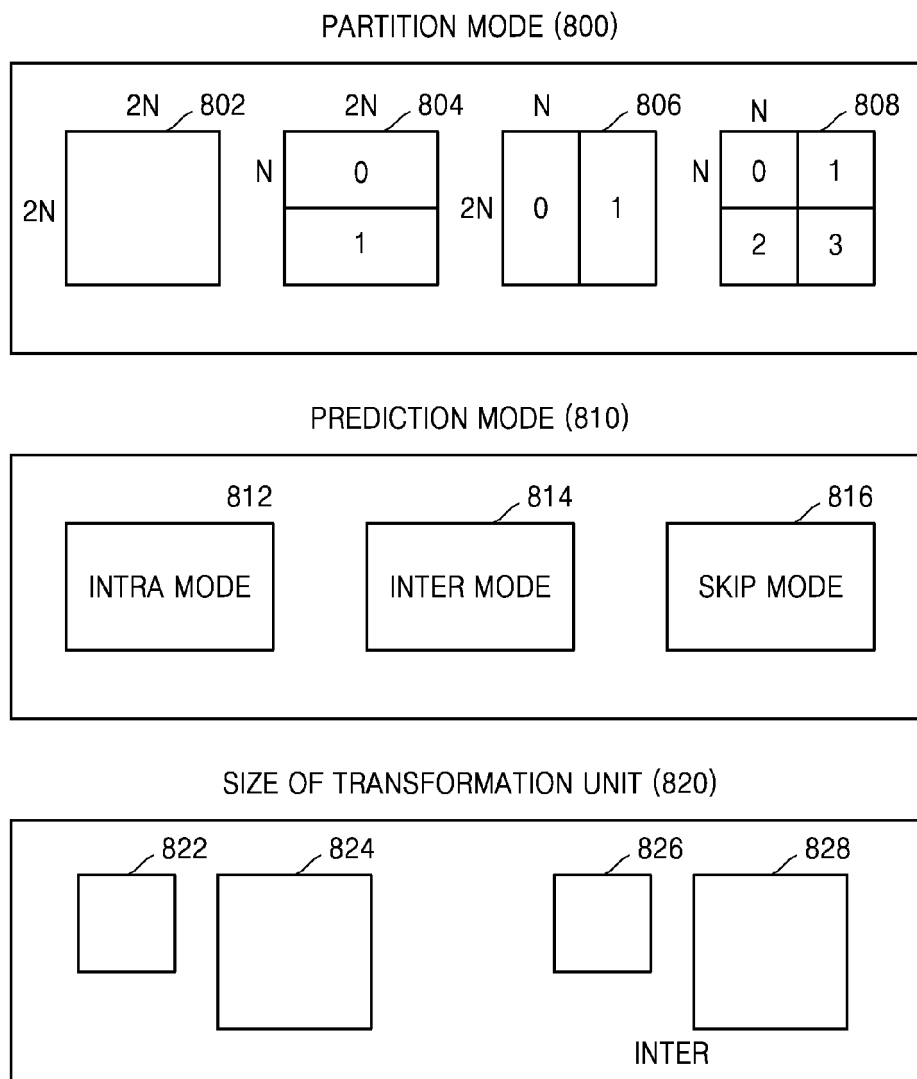 PARTITION MODE (800)
2N 802 2N 804 N 806 N 808
2N N 0 1 2N 0 1 N 0 1
2 3
PREDICTION MODE (810)
812 814 816
INTRA MODE INTER MODE SKIP MODE
SIZE OF TRANSFORMATION UNIT (820)
822 824 826 828
INTER